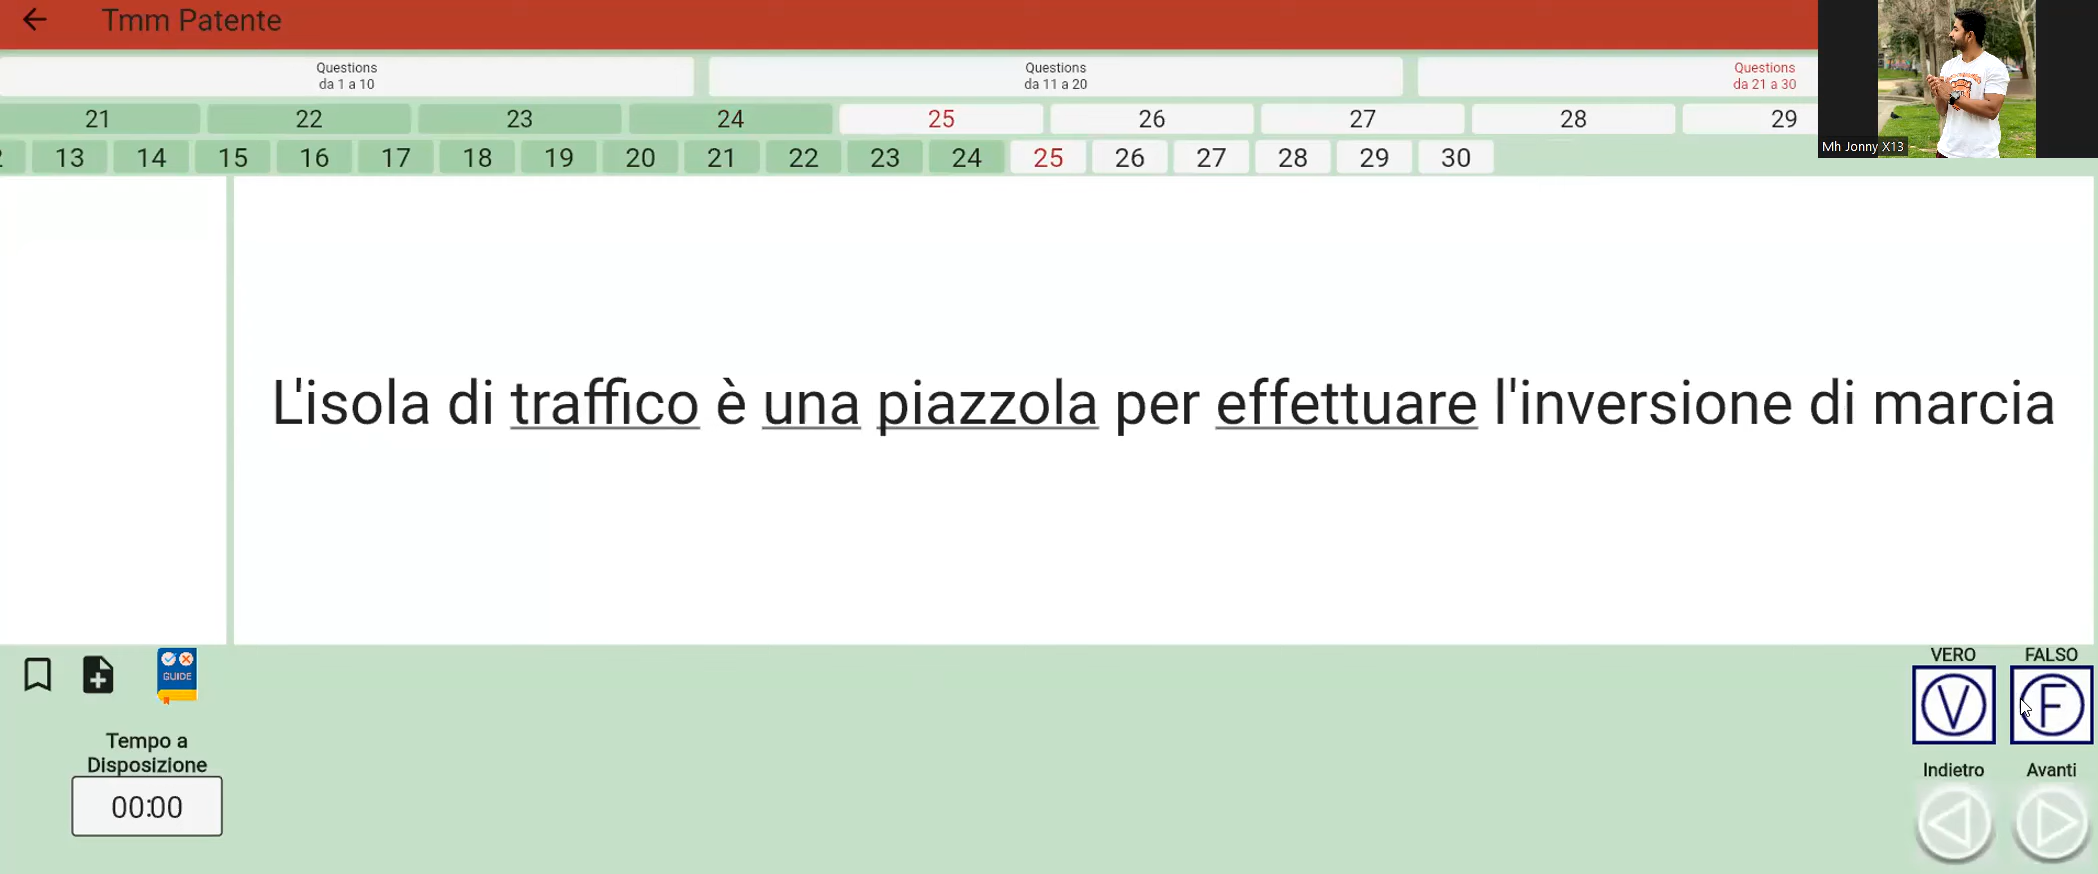 Tmm Patente
Questions
da 1 a 10
Questions
da 11 a 20
Questions
da 21 a 30
21 22 23 24 25 26 27 28 29
13 14 15 16 17 18 19 20 21 22 23 24 25 26 27 28 29 30
Mh Jonny X13
L'isola di traffico è una piazzola per effettuare l'inversione di marcia
GUIDE
VERO FALSO
V F
Tempo a
Disposizione
00:00
Indietro Avanti